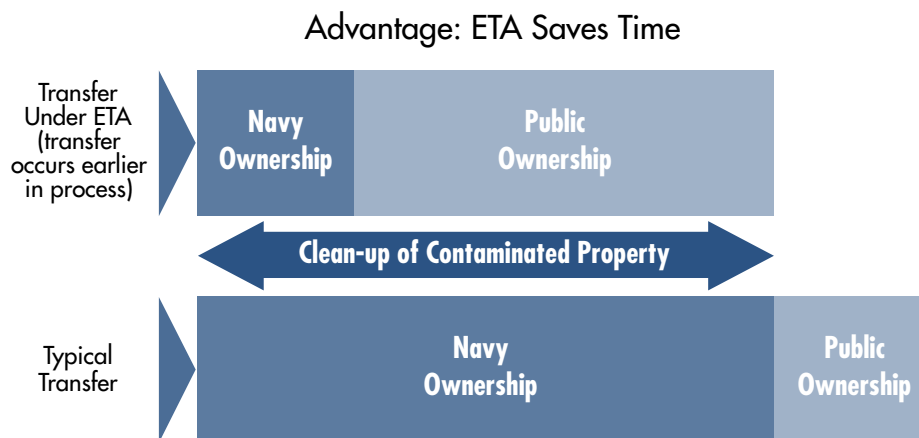 Advantage: ETA Saves Time
Transfer
Under ETA
(transfer
occurs earlier
in process)
Navy
Ownership
Public
Ownership
Clean-up of Contaminated Property
Typical
Transfer
Navy
Ownership
Public
Ownership